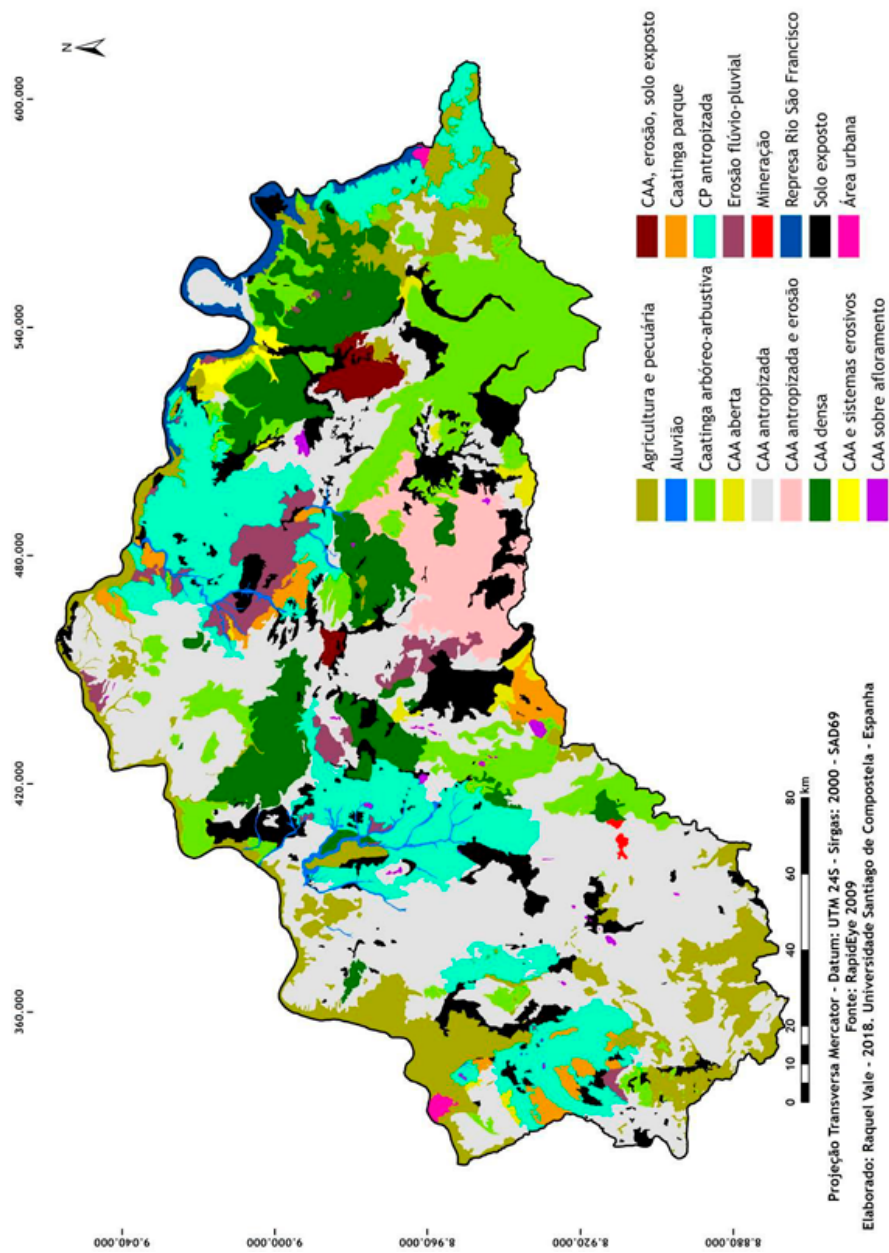 N
360.000
420.000
480.000
540.000
600.000
9.040.000
9.000.000
8.960.000
8.920.000
8.880.000
0 10 20 40 60 80
km
Projeção Transversa Mercator - Datum: UTM 24S - Sirgas: 2000 - SAD69
Fonte: RapidEye 2009
Elaborado: Raquel Vale - 2018. Universidade Santiago de Compostela - Espanha
Agricultura e pecuária
Aluvião
Caatinga arbóreo-arbustiva
CAA aberta
CAA antropizada
CAA antropizada e erosão
CAA densa
CAA e sistemas erosivos
CAA sobre afloramento
CAA, erosão, solo exposto
Caatinga parque
CP antropizada
Erosão flúvio-pluvial
Mineração
Represa Rio São Francisco
Solo exposto
Área urbana